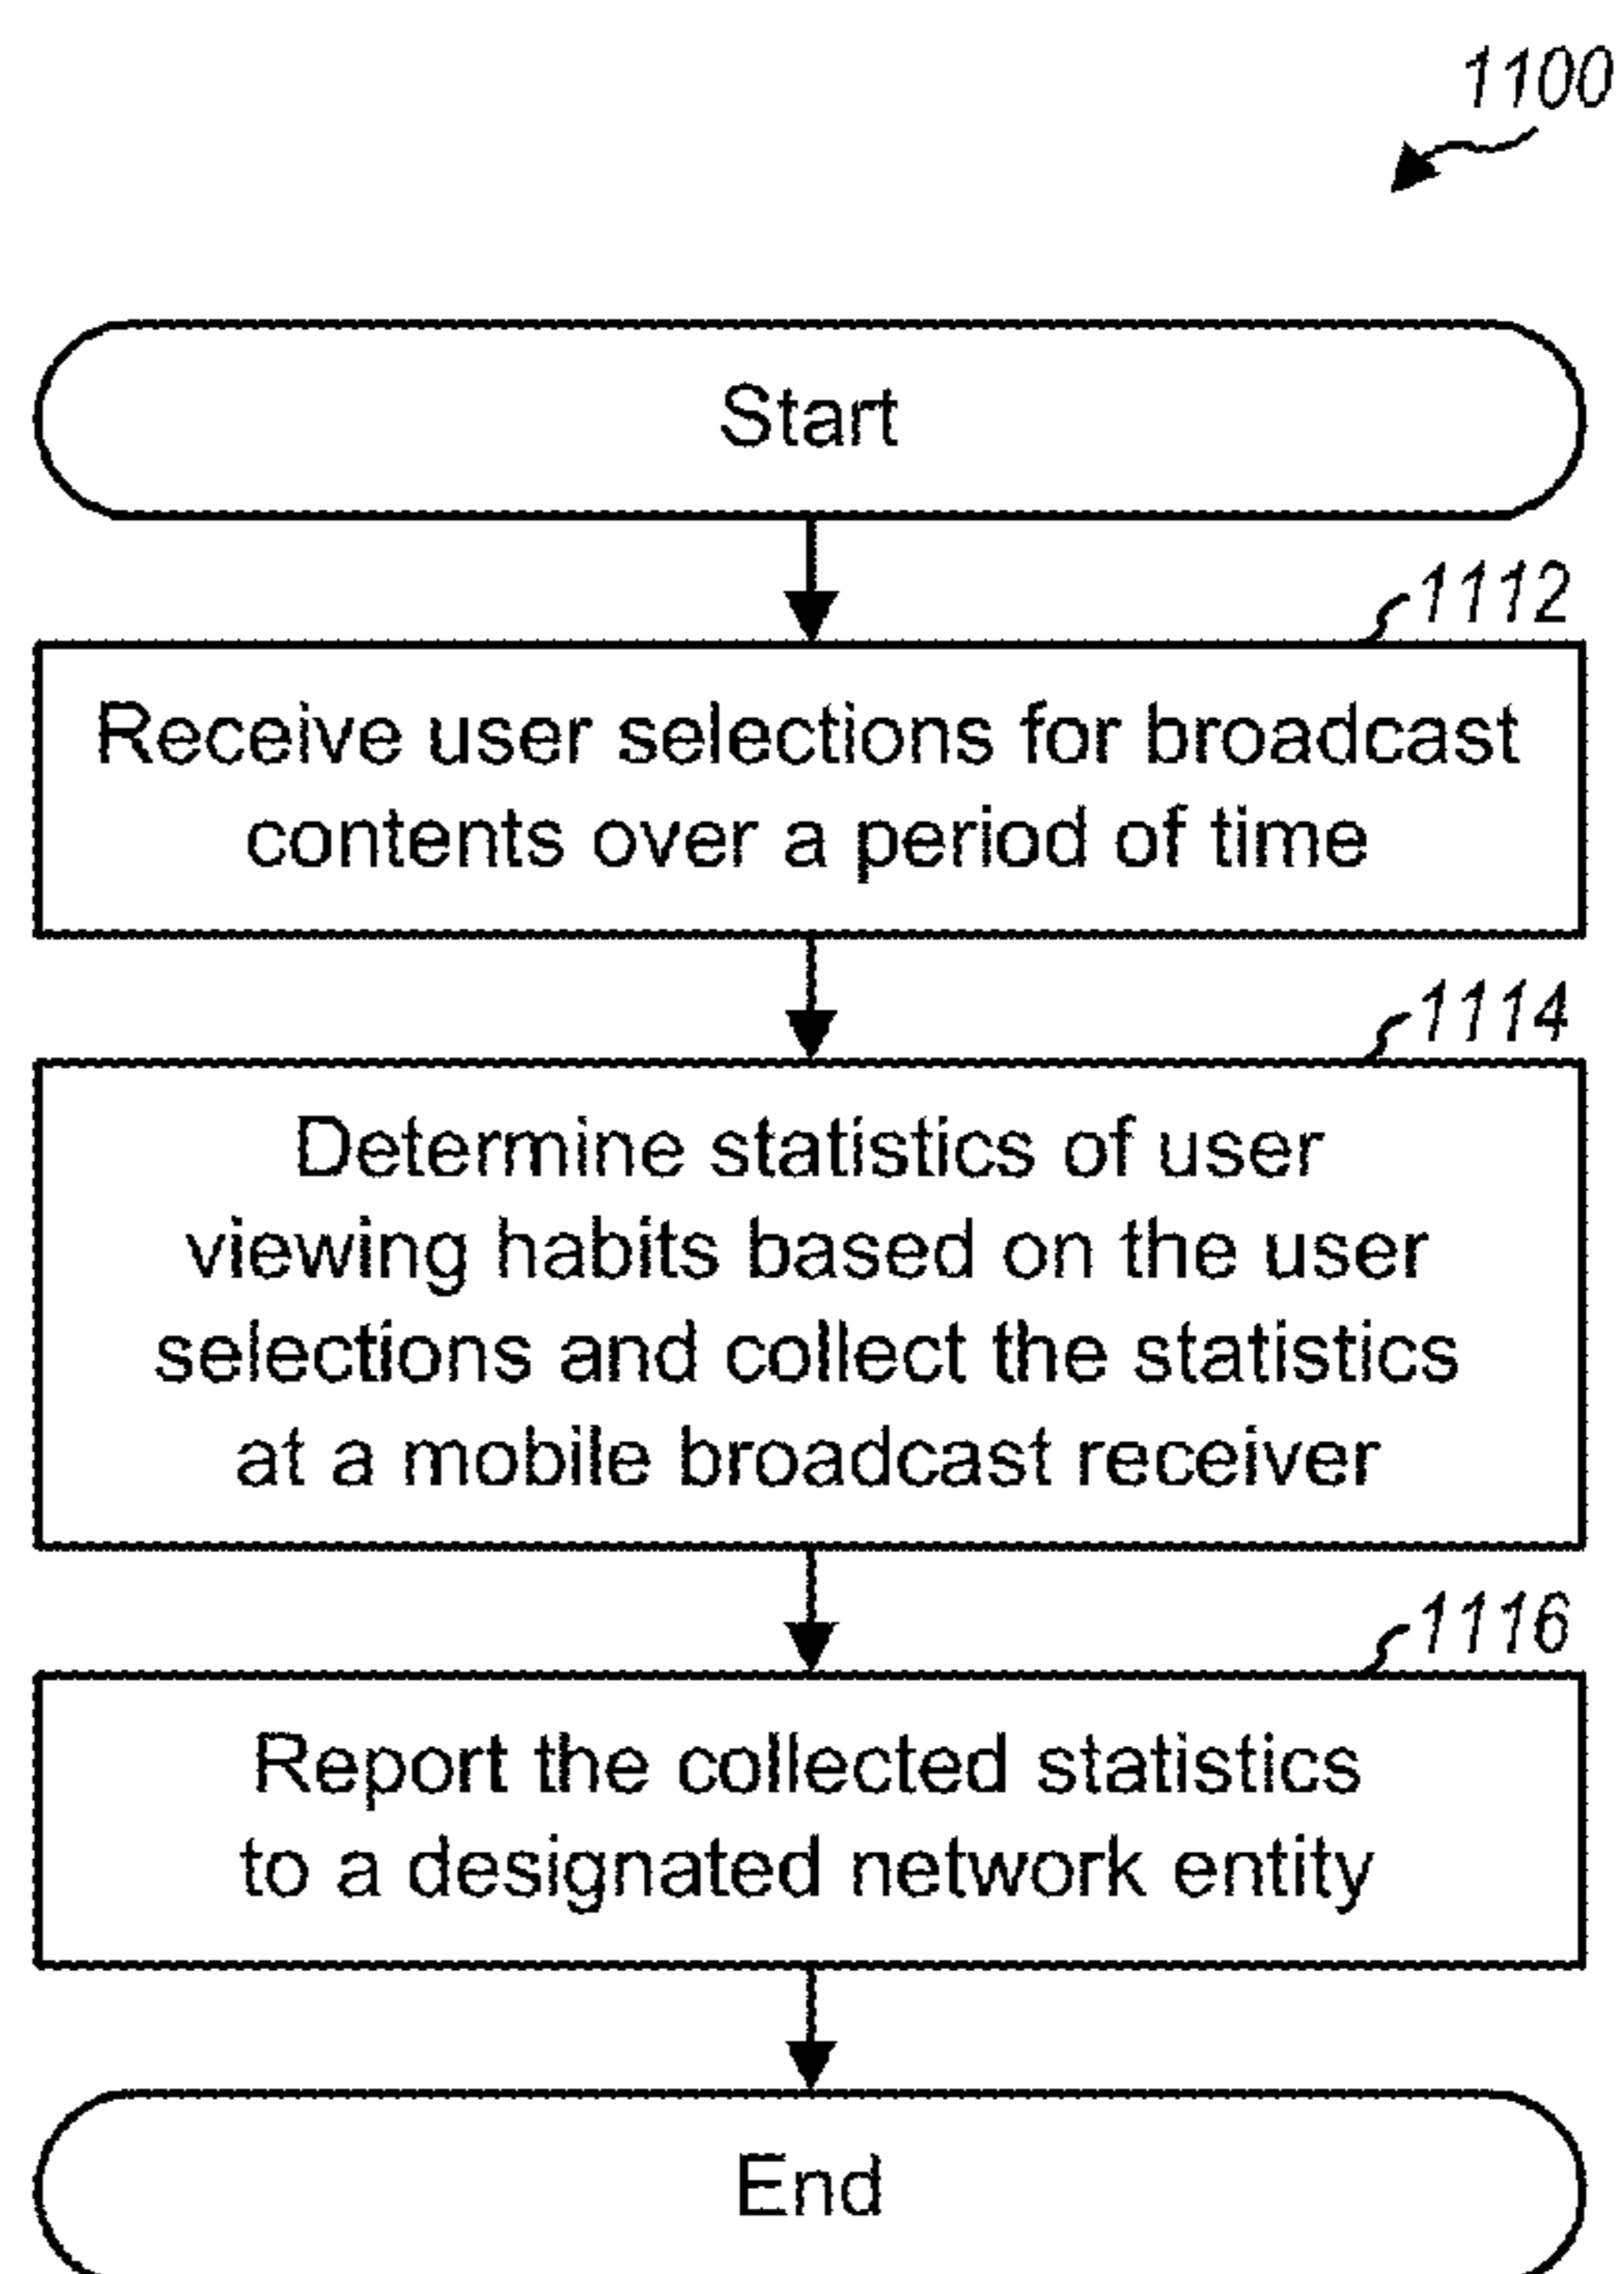 1100
Start
1112
Receive user selections for broadcast
contents over a period of time
1114
Determine statistics of user
viewing habits based on the user
selections and collect the statistics
at a mobile broadcast receiver
1116
Report the collected statistics
to a designated network entity
End